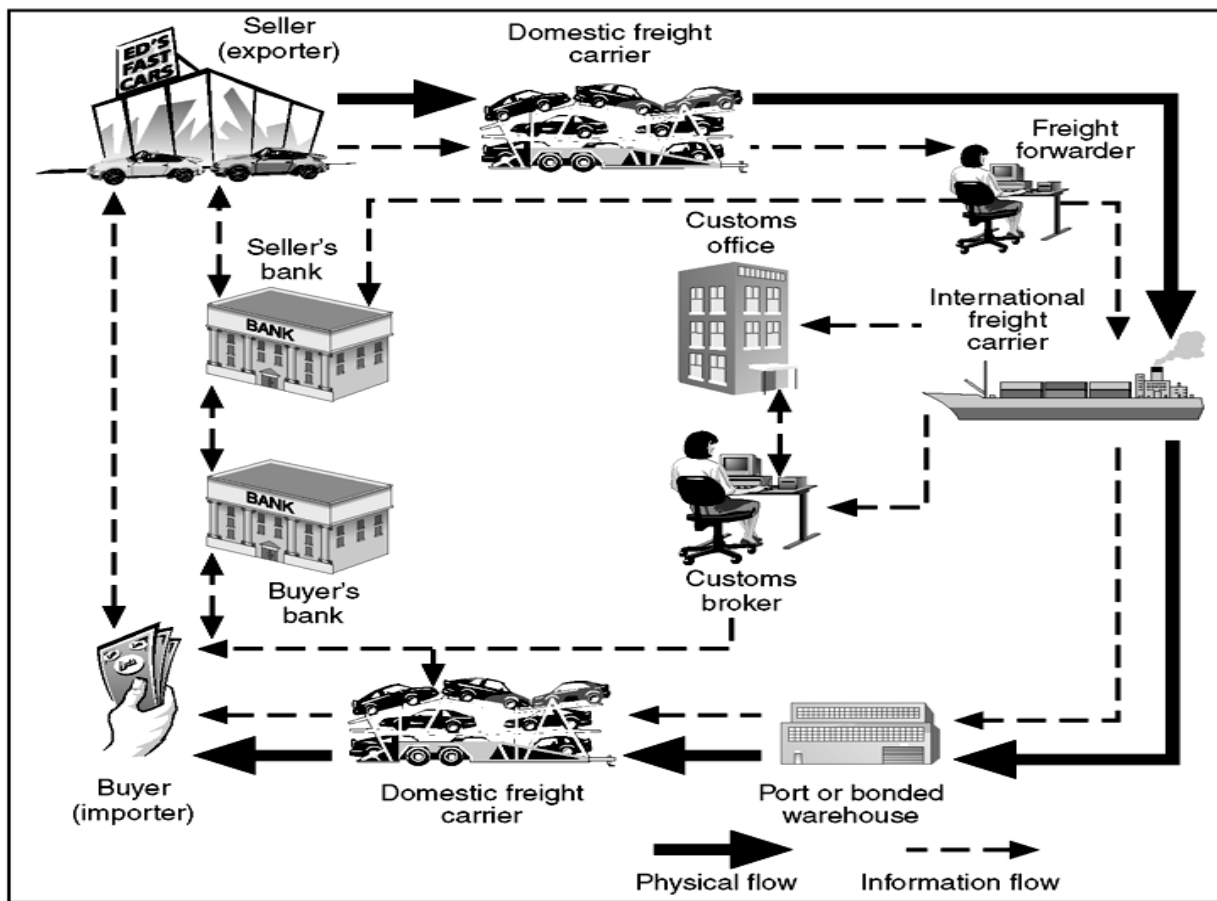 Seller
(exporter)
ED'S
FAST
CARS
Domestic freight
carrier
Freight
forwarder
Seller's
bank
BANK
Customs
office
International
freight
carrier
BANK
Buyer's
bank
Customs
broker
Buyer
(importer)
Domestic freight
carrier
Port or bonded
warehouse
Physical flow
Information flow